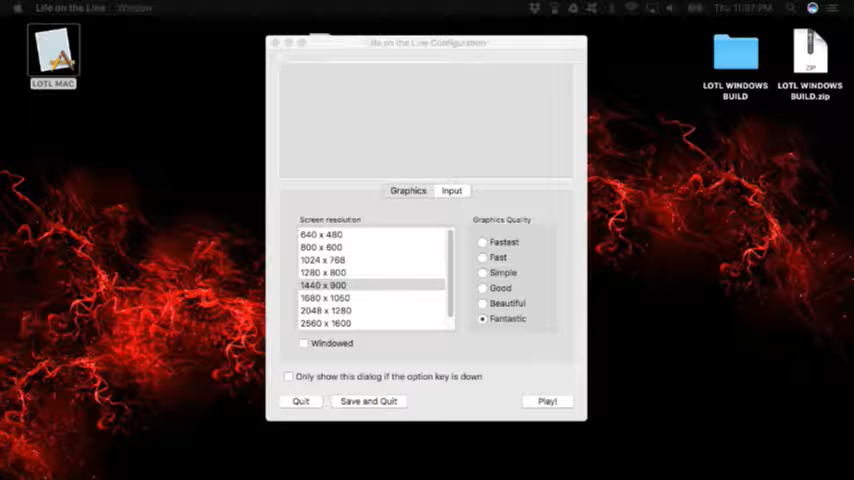 Life on the Line Window
Thu 11:57 PM
Life on the Line Configuration
LOTL MAC
LOTL WINDOWS
BUILD
ZIP
LOTL WINDOWS
BUILD.zip
Graphics Input
Screen resolution
640 x 480
800 x 600
1024 x 768
1280 x 800
1440 x 900
1680 x 1050
2048 x 1280
2560 x 1600
Windowed
Graphics Quality
Fastest
Fast
Simple
Good
Beautiful
Fantastic
Only show this dialog if the option key is down
Quit Save and Quit Play!